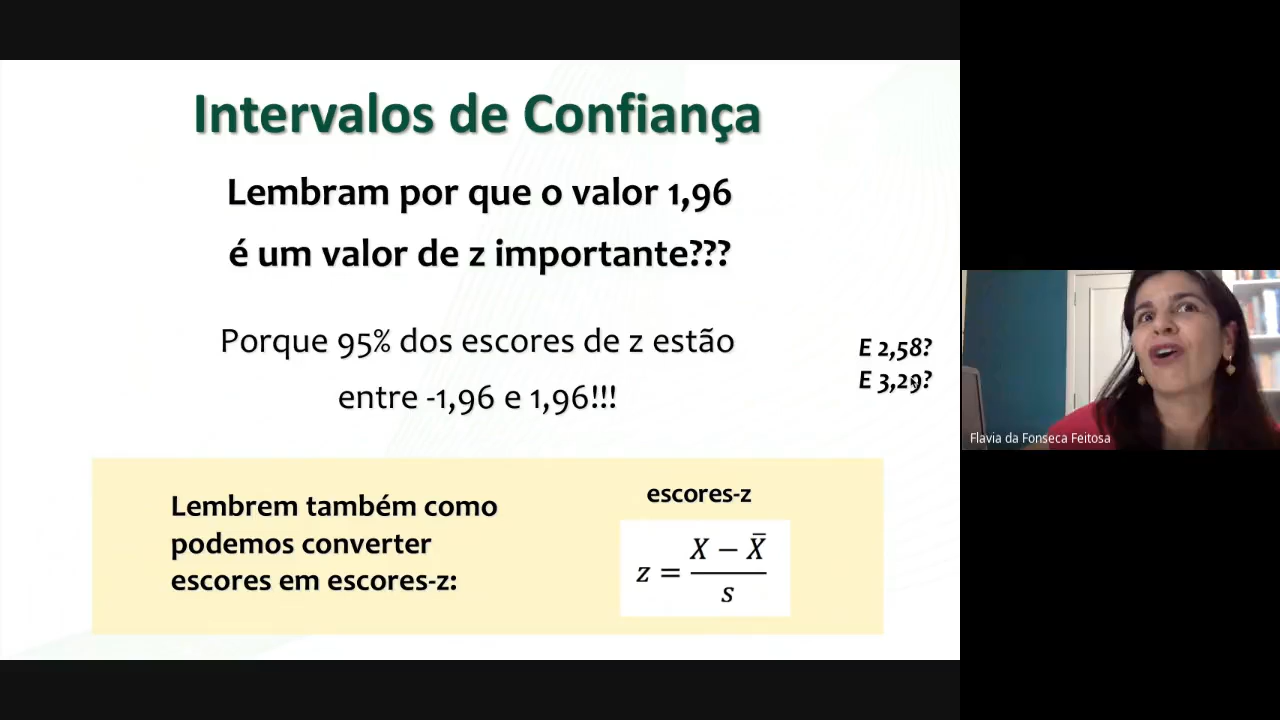 Intervalos de Confiança
Lembram por que o valor 1,96
é um valor de z importante???
Porque 95% dos escores de z estão
entre -1,96 e 1,96!!!
E 2,58?
E 3,29?
Lembrem também como
podemos converter
escores em escores-z:
escores-z
z = (X − X̄) / s
Flavia da Fonseca Feitosa